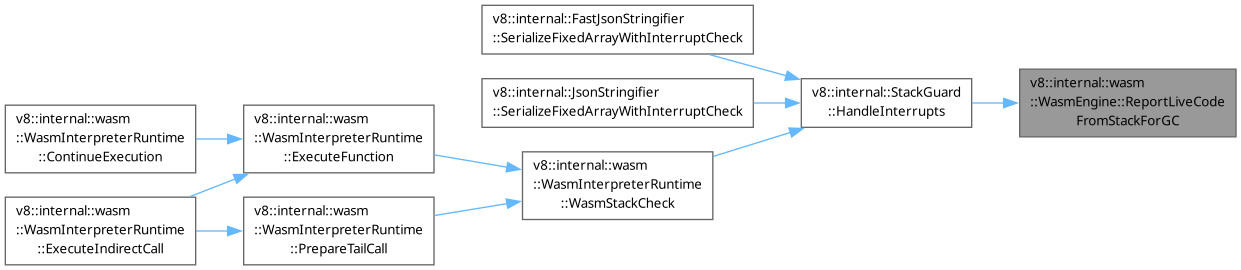 v8::internal::FastJsonStringifier
::SerializeFixedArrayWithInterruptCheck
v8::internal::JsonStringifier
::SerializeFixedArrayWithInterruptCheck
v8::internal::StackGuard
::HandleInterrupts
v8::internal::wasm
::WasmEngine::ReportLiveCode
FromStackForGC
v8::internal::wasm
::WasmInterpreterRuntime
::ContinueExecution
v8::internal::wasm
::WasmInterpreterRuntime
::ExecuteFunction
v8::internal::wasm
::WasmInterpreterRuntime
::WasmStackCheck
v8::internal::wasm
::WasmInterpreterRuntime
::ExecuteIndirectCall
v8::internal::wasm
::WasmInterpreterRuntime
::PrepareTailCall